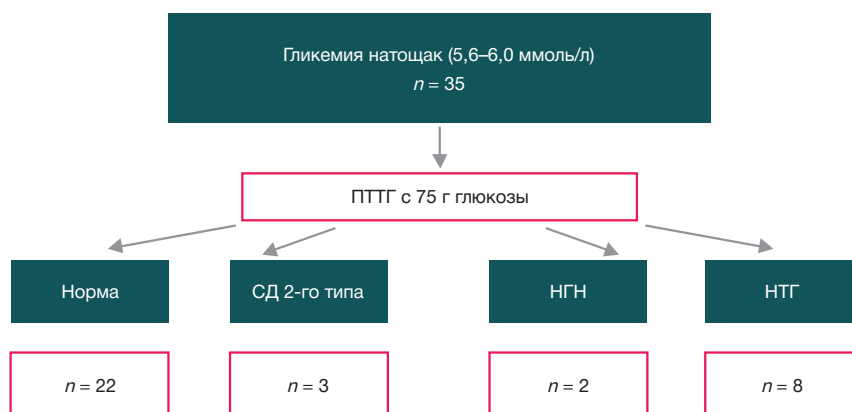 Гликемия натощак (5,6–6,0 ммоль/л)
n = 35
ПТТГ с 75 г глюкозы
Норма
СД 2-го типа
НГН
НТГ
n = 22
n = 3
n = 2
n = 8